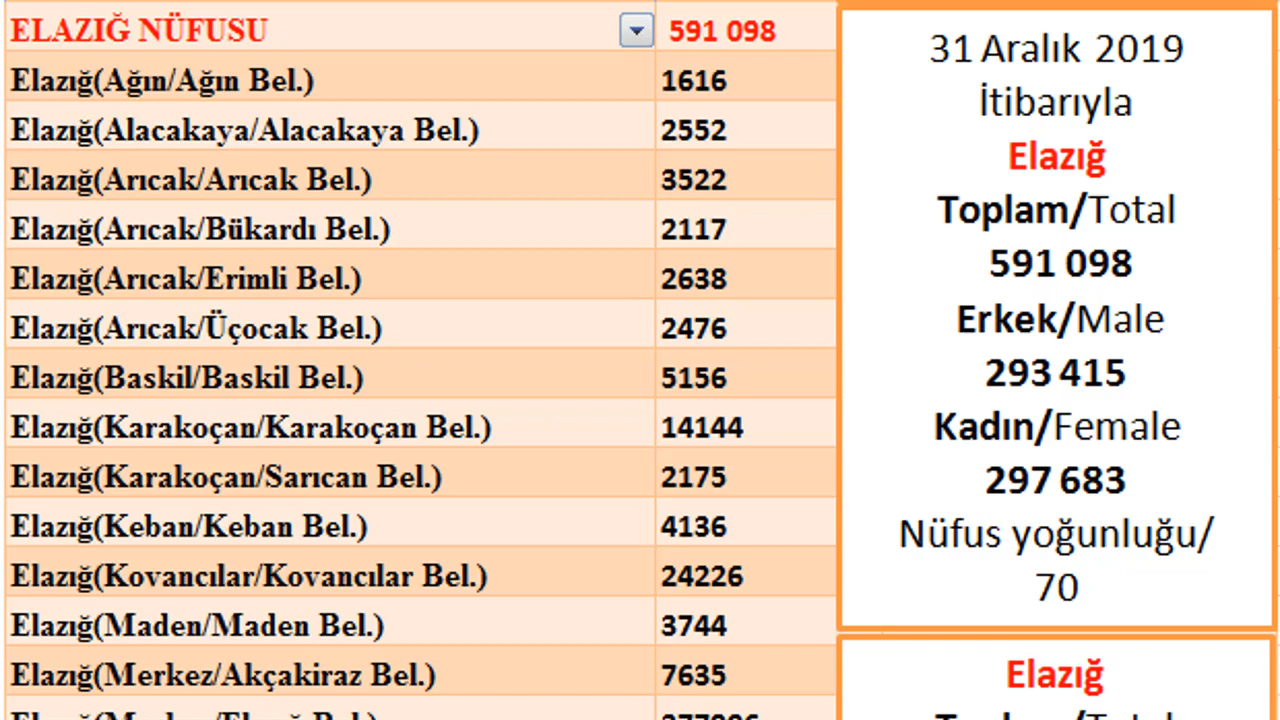 ELAZIĞ NÜFUSU 591 098
Elazığ(Ağın/Ağın Bel.) 1616
Elazığ(Alacakaya/Alacakaya Bel.) 2552
Elazığ(Arıcak/Arıcak Bel.) 3522
Elazığ(Arıcak/Bükardı Bel.) 2117
Elazığ(Arıcak/Erimli Bel.) 2638
Elazığ(Arıcak/Üçocak Bel.) 2476
Elazığ(Baskil/Baskil Bel.) 5156
Elazığ(Karakoçan/Karakoçan Bel.) 14144
Elazığ(Karakoçan/Sarıcan Bel.) 2175
Elazığ(Keban/Keban Bel.) 4136
Elazığ(Kovancılar/Kovancılar Bel.) 24226
Elazığ(Maden/Maden Bel.) 3744
Elazığ(Merkez/Akçakiraz Bel.) 7635
31 Aralık 2019
İtibarıyla
Elazığ
Toplam/Total
591 098
Erkek/Male
293 415
Kadın/Female
297 683
Nüfus yoğunluğu/
70
Elazığ